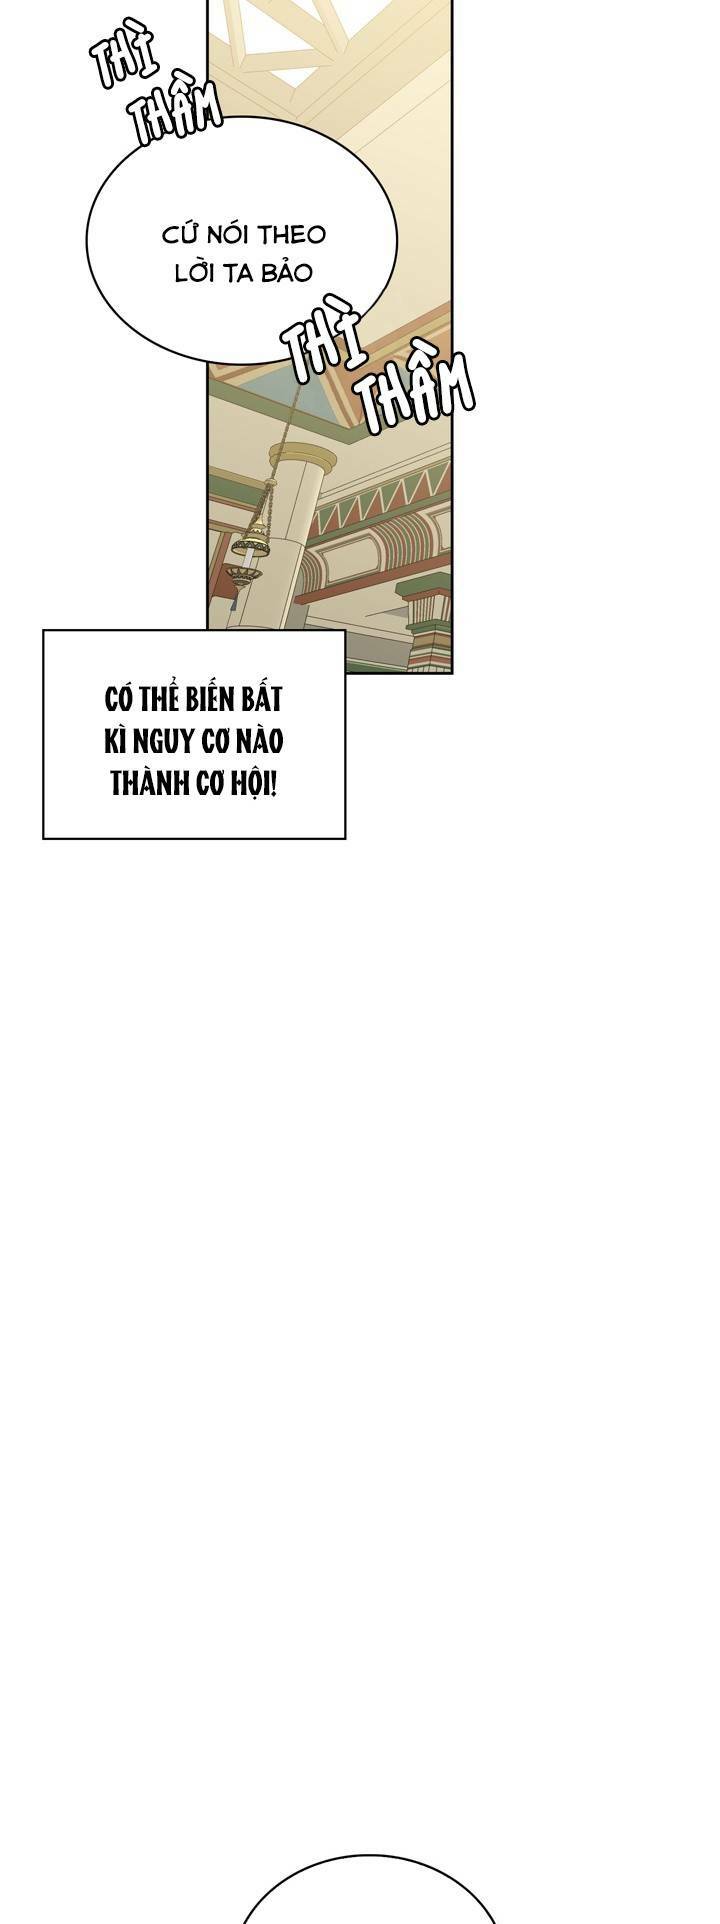 THÌ
THẦM
CỨ NÓI THEO
LỜI TA BẢO
THÌ
THẦM
CÓ THỂ BIẾN BẤT
KÌ NGUY CƠ NÀO
THÀNH CƠ HỘI!